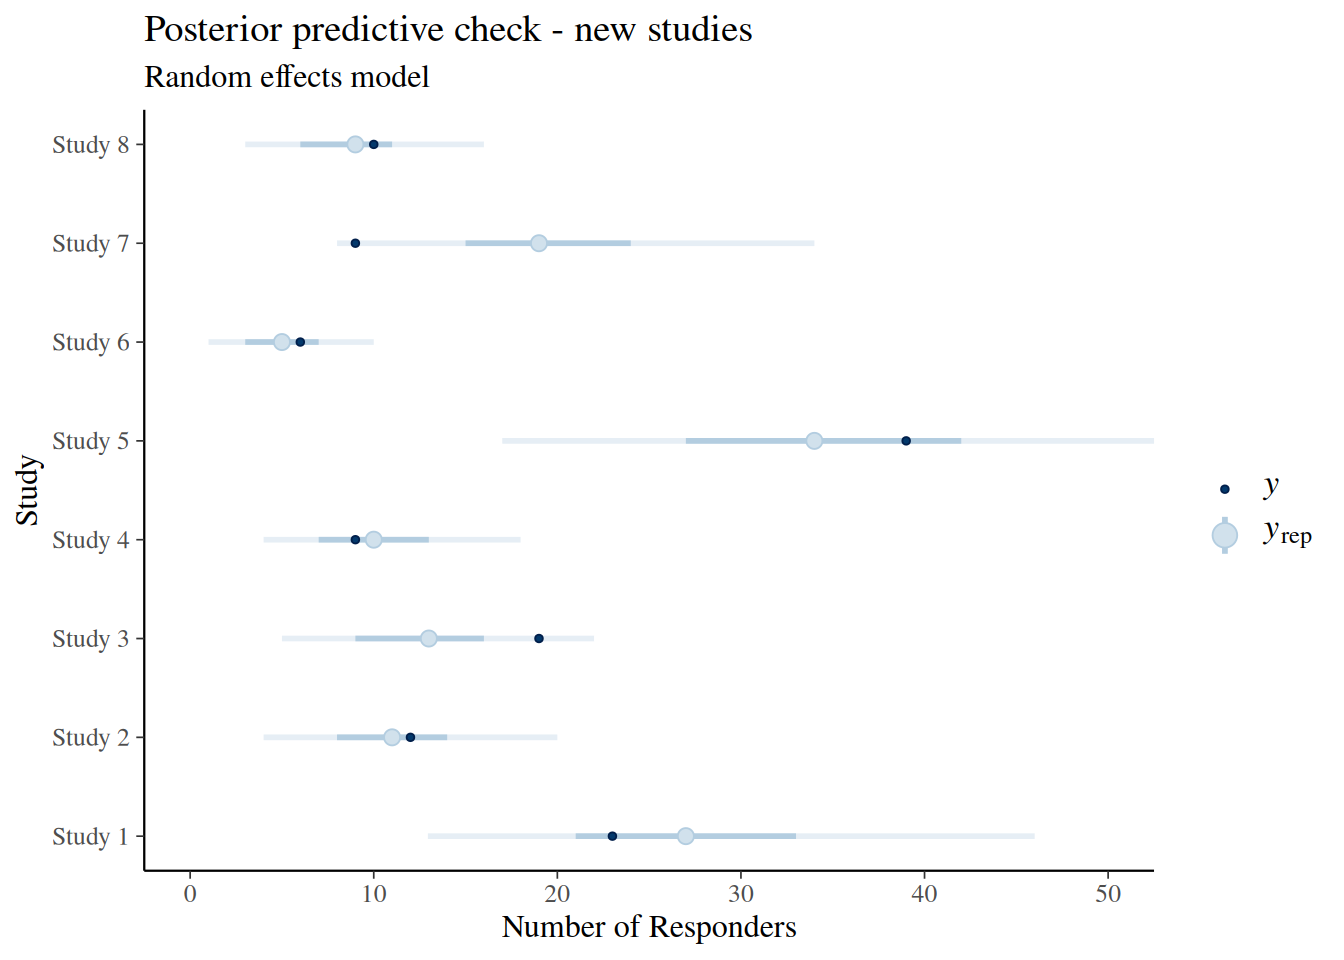 Posterior predictive check - new studies
Random effects model
Study 8
Study 7
Study 6
Study 5
Study 4
Study 3
Study 2
Study 1
Study
0 10 20 30 40 50
Number of Responders
y
yrep